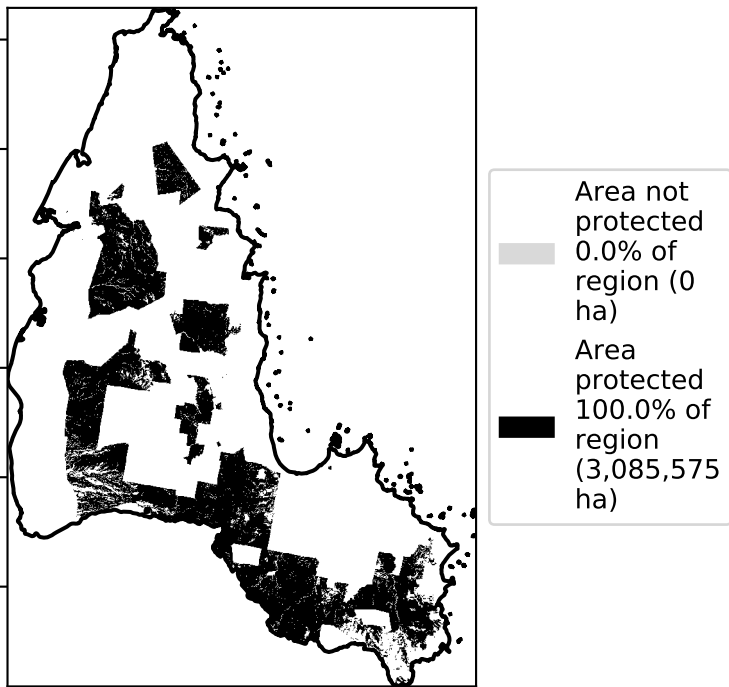 Area not
protected
0.0% of
region (0
ha)
Area
protected
100.0% of
region
(3,085,575
ha)